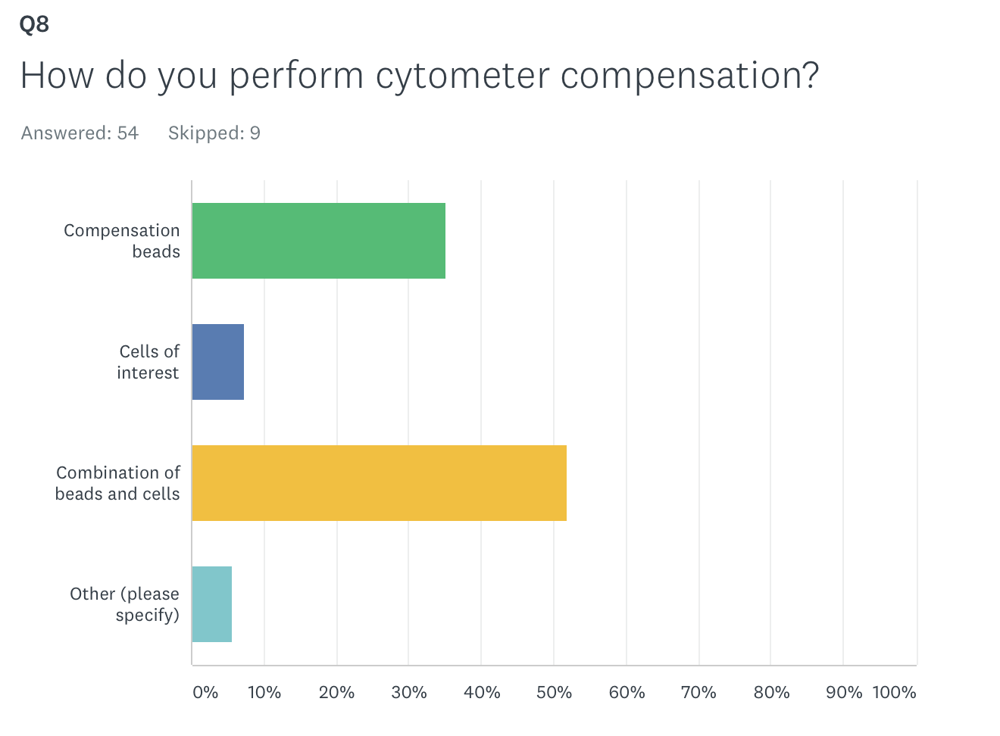 Q8
How do you perform cytometer compensation?
Answered: 54 Skipped: 9
Compensation
beads
Cells of
interest
Combination of
beads and cells
Other (please
specify)
0% 10% 20% 30% 40% 50% 60% 70% 80% 90% 100%